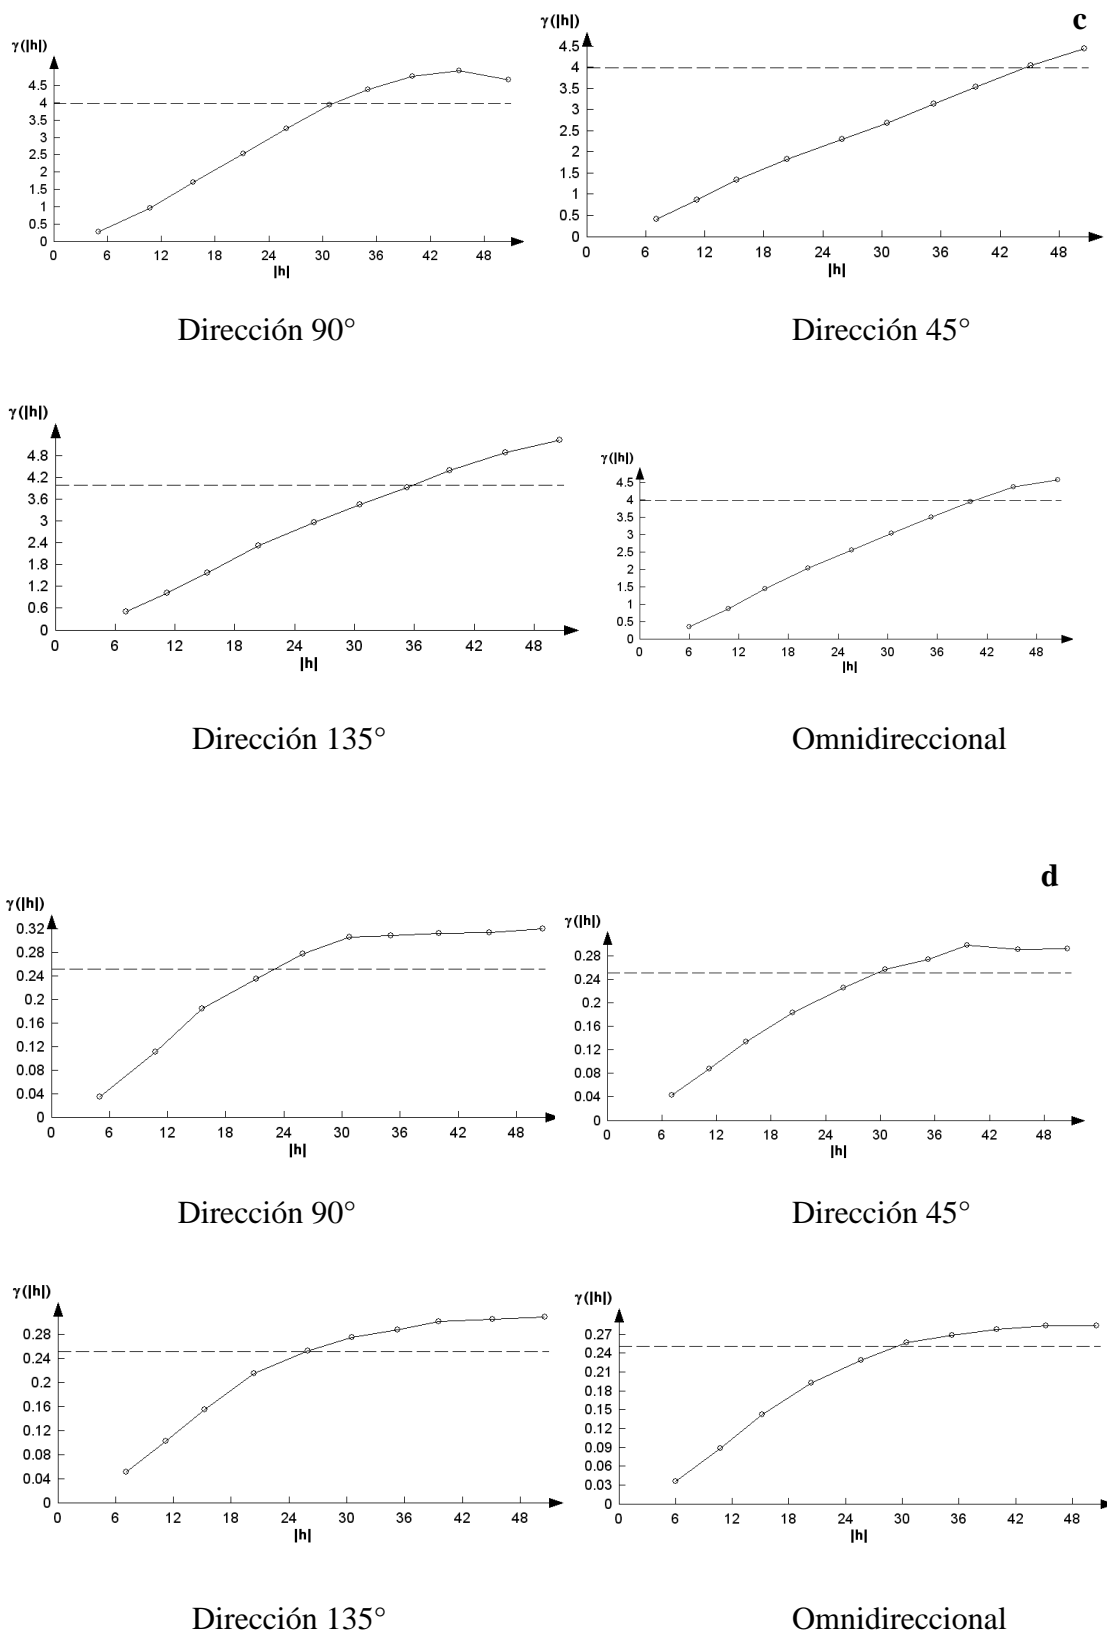 c
γ(|h|)
4.5
4
3.5
3
2.5
2
1.5
1
0.5
0
0 6 12 18 24 30 36 42 48
|h|
Dirección 90°
γ(|h|)
4.5
4
3.5
3
2.5
2
1.5
1
0.5
0
0 6 12 18 24 30 36 42 48
|h|
Dirección 45°
γ(|h|)
4.8
4.2
3.6
3
2.4
1.8
1.2
0.6
0
0 6 12 18 24 30 36 42 48
|h|
Dirección 135°
γ(|h|)
4.5
4
3.5
3
2.5
2
1.5
1
0.5
0
0 6 12 18 24 30 36 42 48
|h|
Omnidireccional
d
γ(|h|)
0.32
0.28
0.24
0.2
0.16
0.12
0.08
0.04
0
0 6 12 18 24 30 36 42 48
|h|
Dirección 90°
γ(|h|)
0.28
0.24
0.2
0.16
0.12
0.08
0.04
0
0 6 12 18 24 30 36 42 48
|h|
Dirección 45°
γ(|h|)
0.28
0.24
0.2
0.16
0.12
0.08
0.04
0
0 6 12 18 24 30 36 42 48
|h|
Dirección 135°
γ(|h|)
0.27
0.24
0.21
0.18
0.15
0.12
0.09
0.06
0.03
0
0 6 12 18 24 30 36 42 48
|h|
Omnidireccional